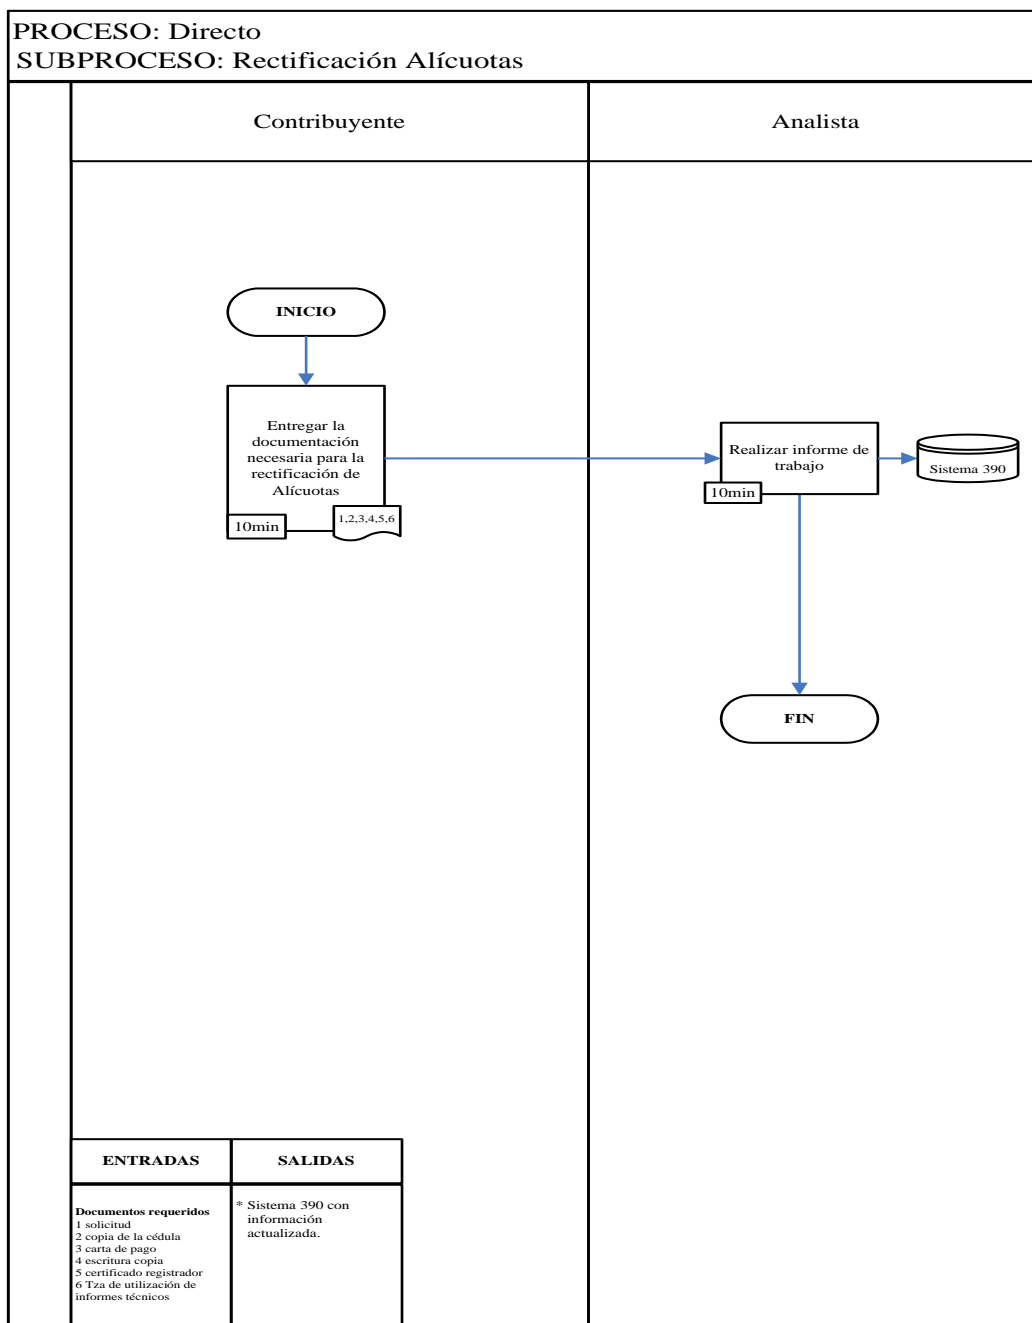 PROCESO: Directo
SUBPROCESO: Rectificación Alícuotas
Contribuyente
Analista
INICIO
Entregar la
documentación
necesaria para la
rectificación de
Alícuotas
10min
1,2,3,4,5,6
Realizar informe de
trabajo
10min
Sistema 390
FIN
ENTRADAS
SALIDAS
Documentos requeridos
1 solicitud
2 copia de la cédula
3 carta de pago
4 escritura copia
5 certificado registrador
6 Tza de utilización de
informes técnicos
* Sistema 390 con
información
actualizada.